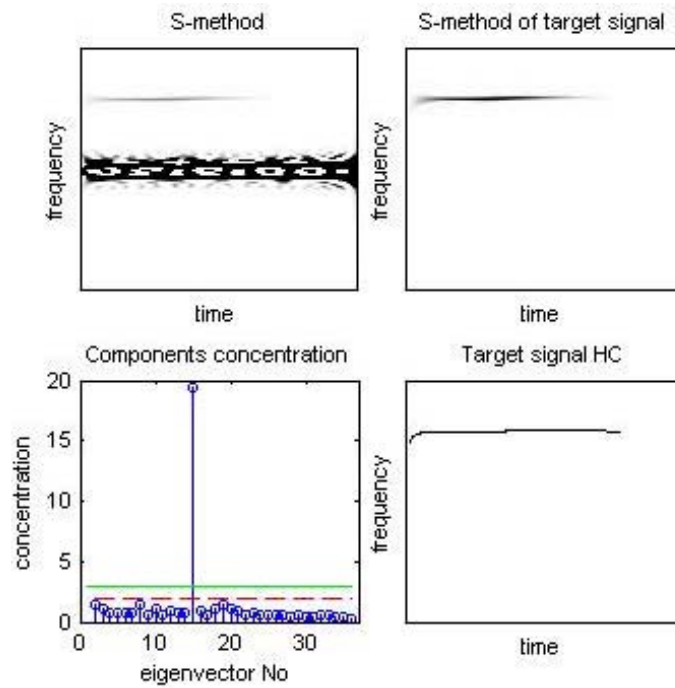 S-method
S-method of target signal
frequency
frequency
time
time
Components concentration
Target signal HC
20
15
10
5
0
concentration
frequency
0
10
20
30
eigenvector No
time